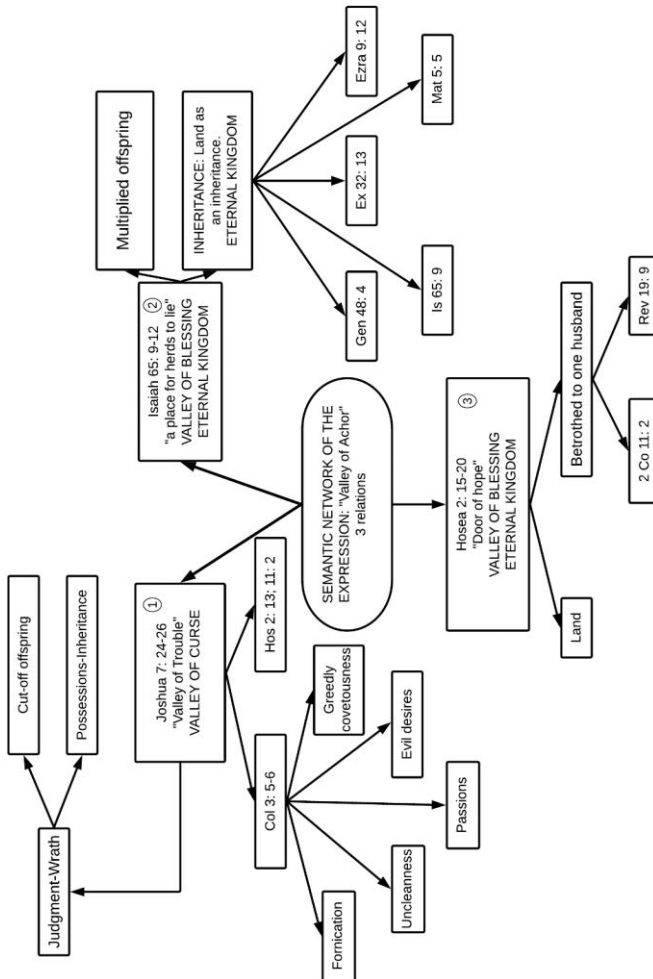 Cut-off offspring
Judgment-Wrath
Possessions-Inheritance
Multiplied offspring
Joshua 7: 24-26
①
"Valley of Trouble"
VALLEY OF CURSE
Isaiah 65: 9-12
②
"a place for herds to lie"
VALLEY OF BLESSING
ETERNAL KINGDOM
INHERITANCE: Land as
an inheritance.
ETERNAL KINGDOM
Col 3: 5-6
Hos 2: 13; 11: 2
Fornication
Greedly
covetousness
Uncleanness
Evil desires
Passions
SEMANTIC NETWORK OF THE
EXPRESSION: "Valley of Achor"
3 relations
Gen 48: 4
Ex 32: 13
Ezra 9: 12
Is 65: 9
Mat 5: 5
Hosea 2: 15-20
③
"Door of hope"
VALLEY OF BLESSING
ETERNAL KINGDOM
Land
Betrothed to one husband
2 Co 11: 2
Rev 19: 9